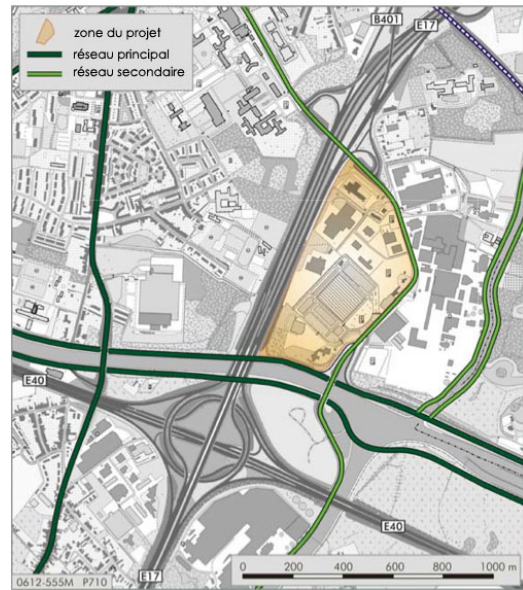 zone du projet
réseau principal
réseau secondaire
B401
E17
E40
E40
E17
0 200 400 600 800 1000 m
0612-555M P710